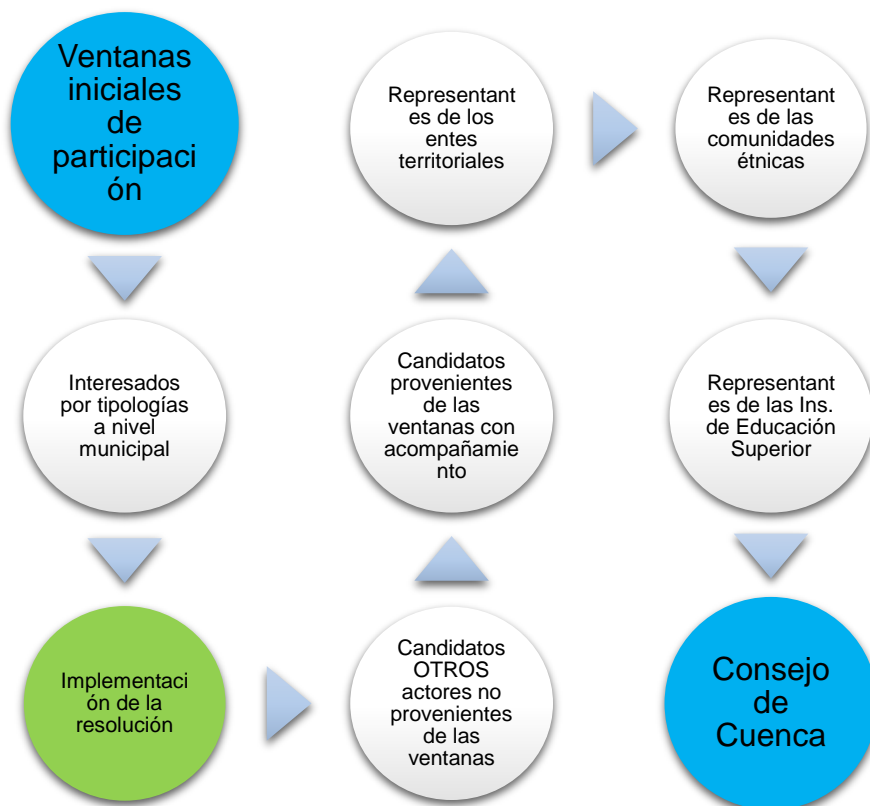 Ventanas
iniciales
de
participaci
ón
Interesados
por tipologías
a nivel
municipal
Implementaci
ón de la
resolución
Candidatos
OTROS
actores no
provenientes
de las
ventanas
Candidatos
provenientes
de las
ventanas con
acompañamie
nto
Representant
es de los
entes
territoriales
Representant
es de las
comunidades
étnicas
Representant
es de las Ins.
de Educación
Superior
Consejo
de
Cuenca